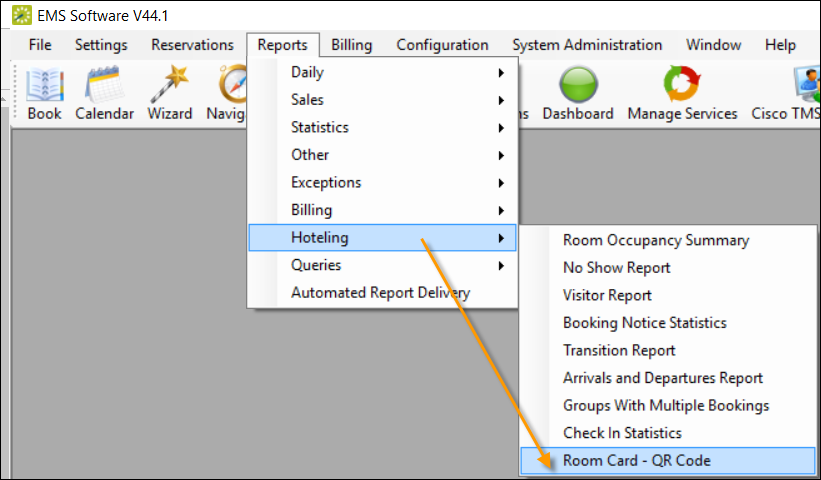 EMS Software V44.1
File Settings Reservations Reports Billing Configuration System Administration Window Help
Book Calendar Wizard Dashboard Manage Services Cisco TMS
Daily
Sales
Statistics
Other
Exceptions
Billing
Hoteling
Queries
Automated Report Delivery
Room Occupancy Summary
No Show Report
Visitor Report
Booking Notice Statistics
Transition Report
Arrivals and Departures Report
Groups With Multiple Bookings
Check In Statistics
Room Card - QR Code